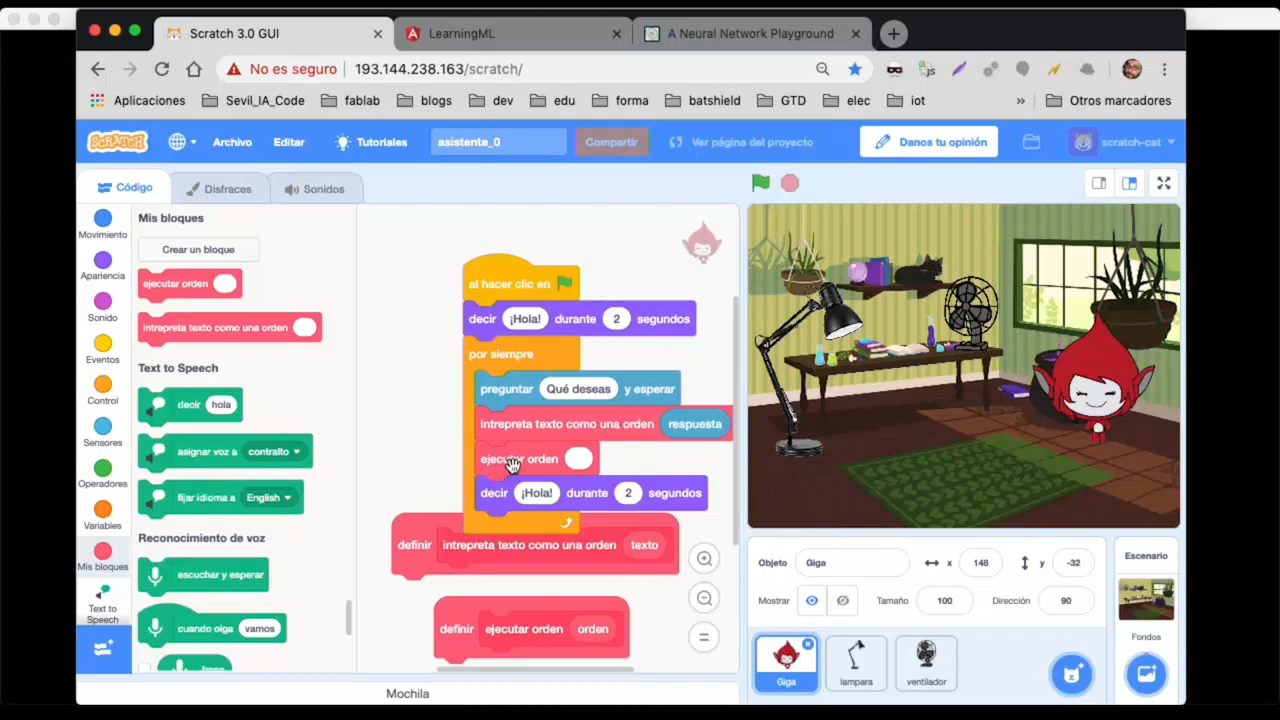 Scratch 3.0 GUI
LearningML
A Neural Network Playground
No es seguro
193.144.238.163/scratch/
Aplicaciones
Sevil_IA_Code
fablab
blogs
dev
edu
forma
batshield
GTD
elec
iot
»
Otros marcadores
SCRATCH
Archivo
Editar
Tutoriales
asistente_0
Compartir
Ver página del proyecto
Danos tu opinión
scratch-cat
Código
Disfraces
Sonidos
Movimiento
Apariencia
Sonido
Eventos
Control
Sensores
Operadores
Variables
Mis bloques
Text to
Speech
Mis bloques
Crear un bloque
ejecutar orden
intrepreta texto como una orden
Text to Speech
decir hola
asignar voz a contralto
fijar idioma a English
Reconocimiento de voz
escuchar y esperar
cuando oiga vamos
al hacer clic en
decir ¡Hola! durante 2 segundos
por siempre
preguntar Qué deseas y esperar
intrepreta texto como una orden respuesta
ejecutar orden
decir ¡Hola! durante 2 segundos
definir intrepreta texto como una orden texto
definir ejecutar orden orden
Objeto
Giga
x
148
y
-32
Mostrar
Tamaño
100
Dirección
90
Giga
lampara
ventilador
Escenario
Fondos
Mochila